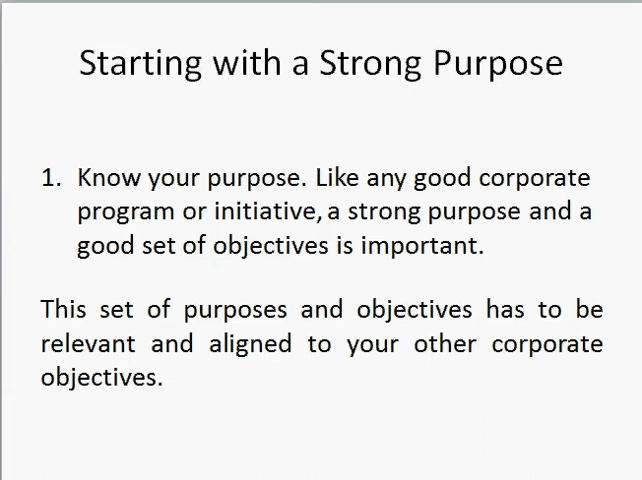 Starting with a Strong Purpose
1. Know your purpose. Like any good corporate
program or initiative, a strong purpose and a
good set of objectives is important.
This set of purposes and objectives has to be
relevant and aligned to your other corporate
objectives.